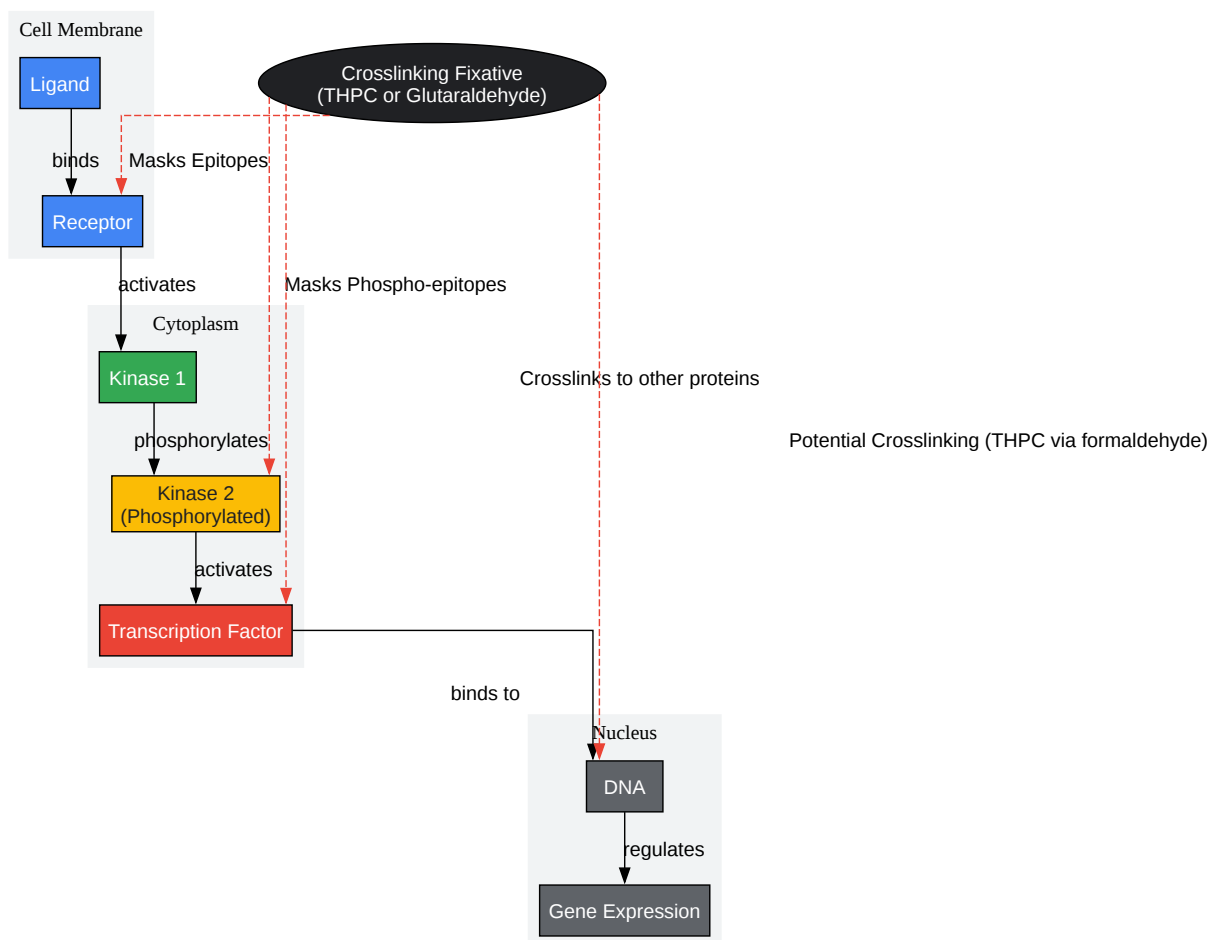 Cell Membrane
Ligand
Crosslinking Fixative
(THPC or Glutaraldehyde)
binds
Masks Epitopes
Receptor
activates
Masks Phospho-epitopes
Cytoplasm
Kinase 1
Crosslinks to other proteins
phosphorylates
Potential Crosslinking (THPC via formaldehyde)
Kinase 2
(Phosphorylated)
activates
Transcription Factor
binds to
Nucleus
DNA
regulates
Gene Expression